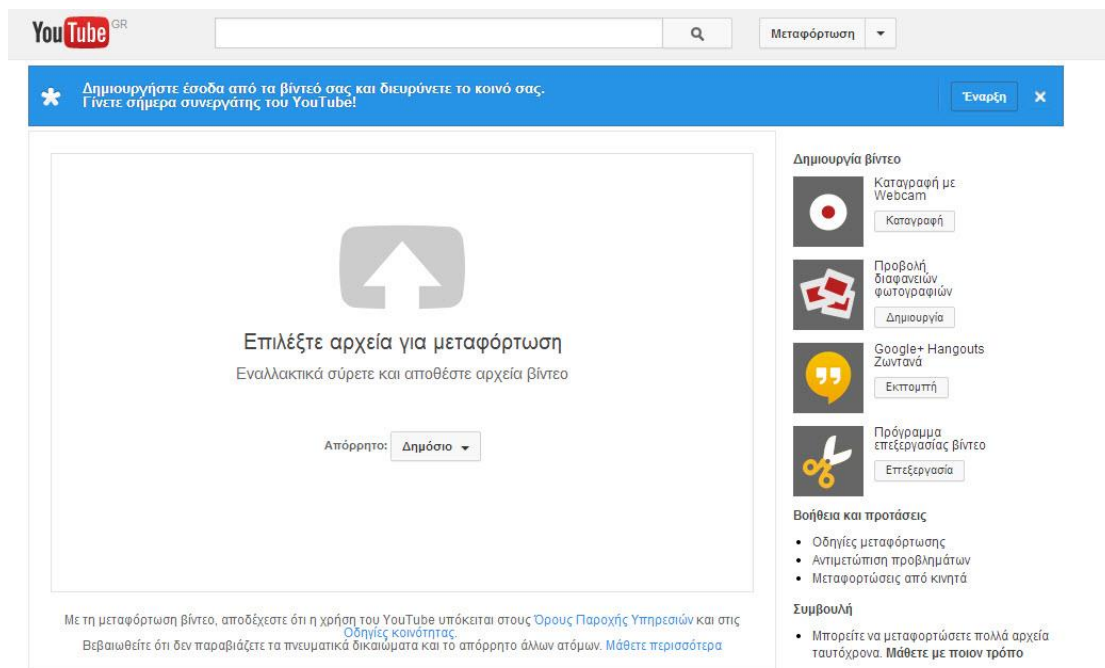 YouTube GR
Μεταφόρτωση
Δημιουργήστε έσοδα από τα βίντεό σας και διευρύνετε το κοινό σας.
Γίνετε σήμερα συνεργάτης του YouTube!
Έναρξη
Επιλέξτε αρχεία για μεταφόρτωση
Εναλλακτικά σύρετε και αποθέστε αρχεία βίντεο
Απόρρητο: Δημόσιο
Με τη μεταφόρτωση βίντεο, αποδέχεστε ότι η χρήση του YouTube υπόκειται στους Όρους Παροχής Υπηρεσιών και στις
Οδηγίες κοινότητας.
Βεβαιωθείτε ότι δεν παραβιάζετε τα πνευματικά δικαιώματα και το απόρρητο άλλων ατόμων. Μάθετε περισσότερα
Δημιουργία βίντεο
Καταγραφή με
Webcam
Καταγραφή
Προβολή
διαφανειών
φωτογραφιών
Δημιουργία
Google+ Hangouts
Ζωντανά
Εκπομπή
Πρόγραμμα
επεξεργασίας βίντεο
Επεξεργασία
Βοήθεια και προτάσεις
• Οδηγίες μεταφόρτωσης
• Αντιμετώπιση προβλημάτων
• Μεταφορτώσεις από κινητά
Συμβουλή
• Μπορείτε να μεταφορτώσετε πολλά αρχεία
ταυτόχρονα. Μάθετε με ποιον τρόπο